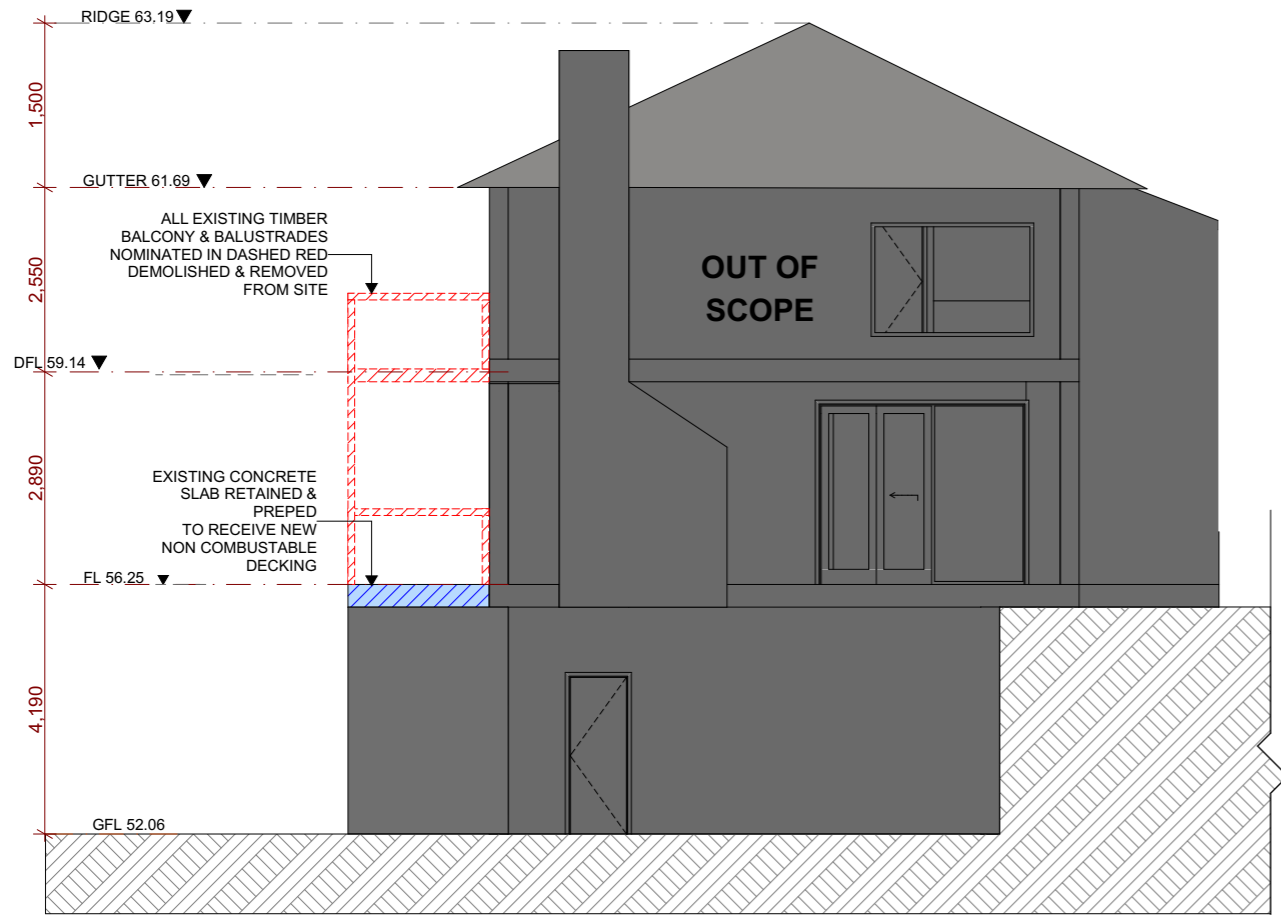 RIDGE 63.19
1,500
GUTTER 61.69
ALL EXISTING TIMBER
BALCONY & BALUSTRADES
NOMINATED IN DASHED RED
DEMOLISHED & REMOVED
FROM SITE
OUT OF
SCOPE
2,550
DFL 59.14
2,890
EXISTING CONCRETE
SLAB RETAINED &
PREPED
TO RECEIVE NEW
NON COMBUSTABLE
DECKING
FL 56.25
4,190
GFL 52.06